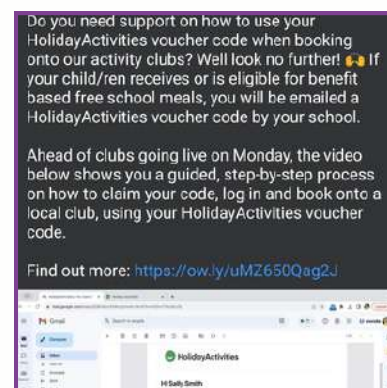 Do you need support on how to use your
HolidayActivities voucher code when booking
onto our activity clubs? Well look no further! 🙌 If
your child/ren receives or is eligible for benefit
based free school meals, you will be emailed a
HolidayActivities voucher code by your school.
Ahead of clubs going live on Monday, the video
below shows you a guided, step-by-step process
on how to claim your code, log in and book onto a
local club, using your HolidayActivities voucher
code.
Find out more: https://ow.ly/uMZ650Qag2J
Gmail
Compose
HolidayActivities
Hi Sally Smith